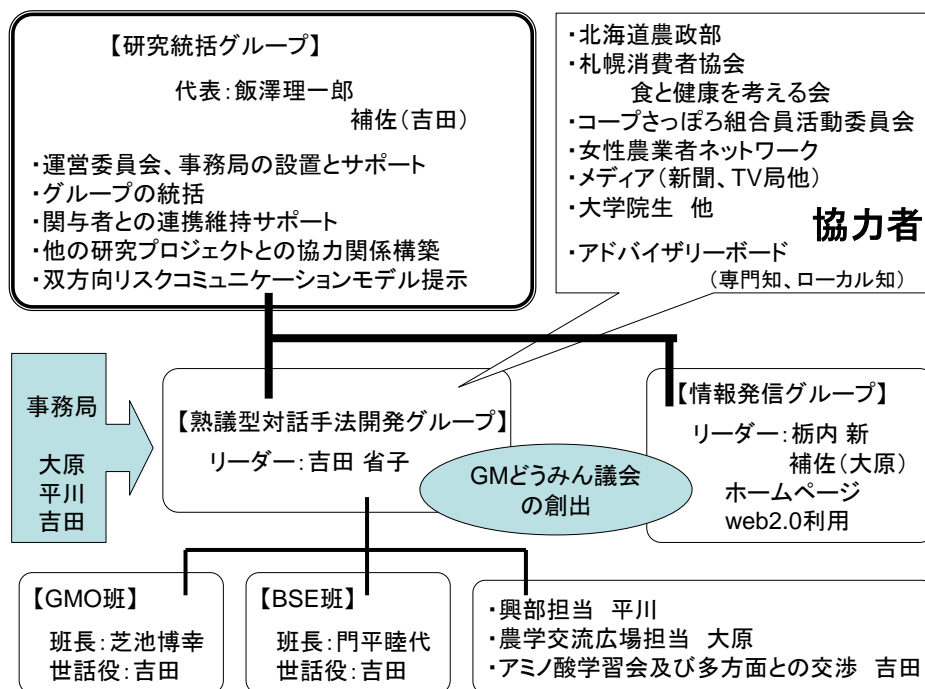 【研究統括グループ】
代表：飯澤理一郎
補佐（吉田）
・運営委員会、事務局の設置とサポート
・グループの統括
・関与者との連携維持サポート
・他の研究プロジェクトとの協力関係構築
・双方向リスクコミュニケーションモデル提示
・北海道農政部
・札幌消費者協会
食と健康を考える会
・コープさっぽろ組合員活動委員会
・女性農業者ネットワーク
・メディア（新聞、TV局他）
・大学院生　他
協力者
・アドバイザリーボード
（専門知、ローカル知）
事務局
大原
平川
吉田
【熟議型対話手法開発グループ】
リーダー：吉田 省子
GMどうみん議会
の創出
【情報発信グループ】
リーダー：栃内 新
補佐（大原）
ホームページ
web2.0利用
【GMO班】
班長：芝池博幸
世話役：吉田
【BSE班】
班長：門平睦代
世話役：吉田
・興部担当　平川
・農学交流広場担当　大原
・アミノ酸学習会及び多方面との交渉　吉田